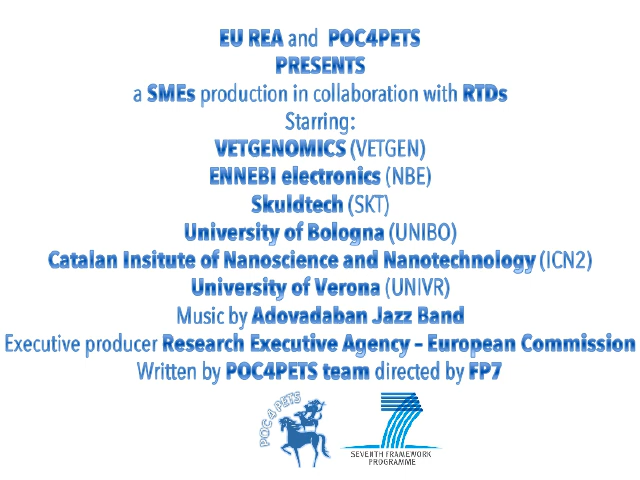 EU REA and POC4PETS
PRESENTS
a SMEs production in collaboration with RTDs
Starring:
VETGENOMICS (VETGEN)
ENNEBI electronics (NBE)
Skuldtech (SKT)
University of Bologna (UNIBO)
Catalan Insitute of Nanoscience and Nanotechnology (ICN2)
University of Verona (UNIVR)
Music by Adovadaban Jazz Band
Executive producer Research Executive Agency – European Commission
Written by POC4PETS team directed by FP7
POC 4 PETS
7
SEVENTH FRAMEWORK
PROGRAMME